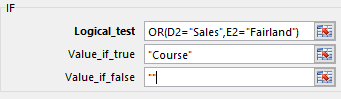 IF
Logical_test OR(D2="Sales",E2="Fairland")
Value_if_true "Course"
Value_if_false ""